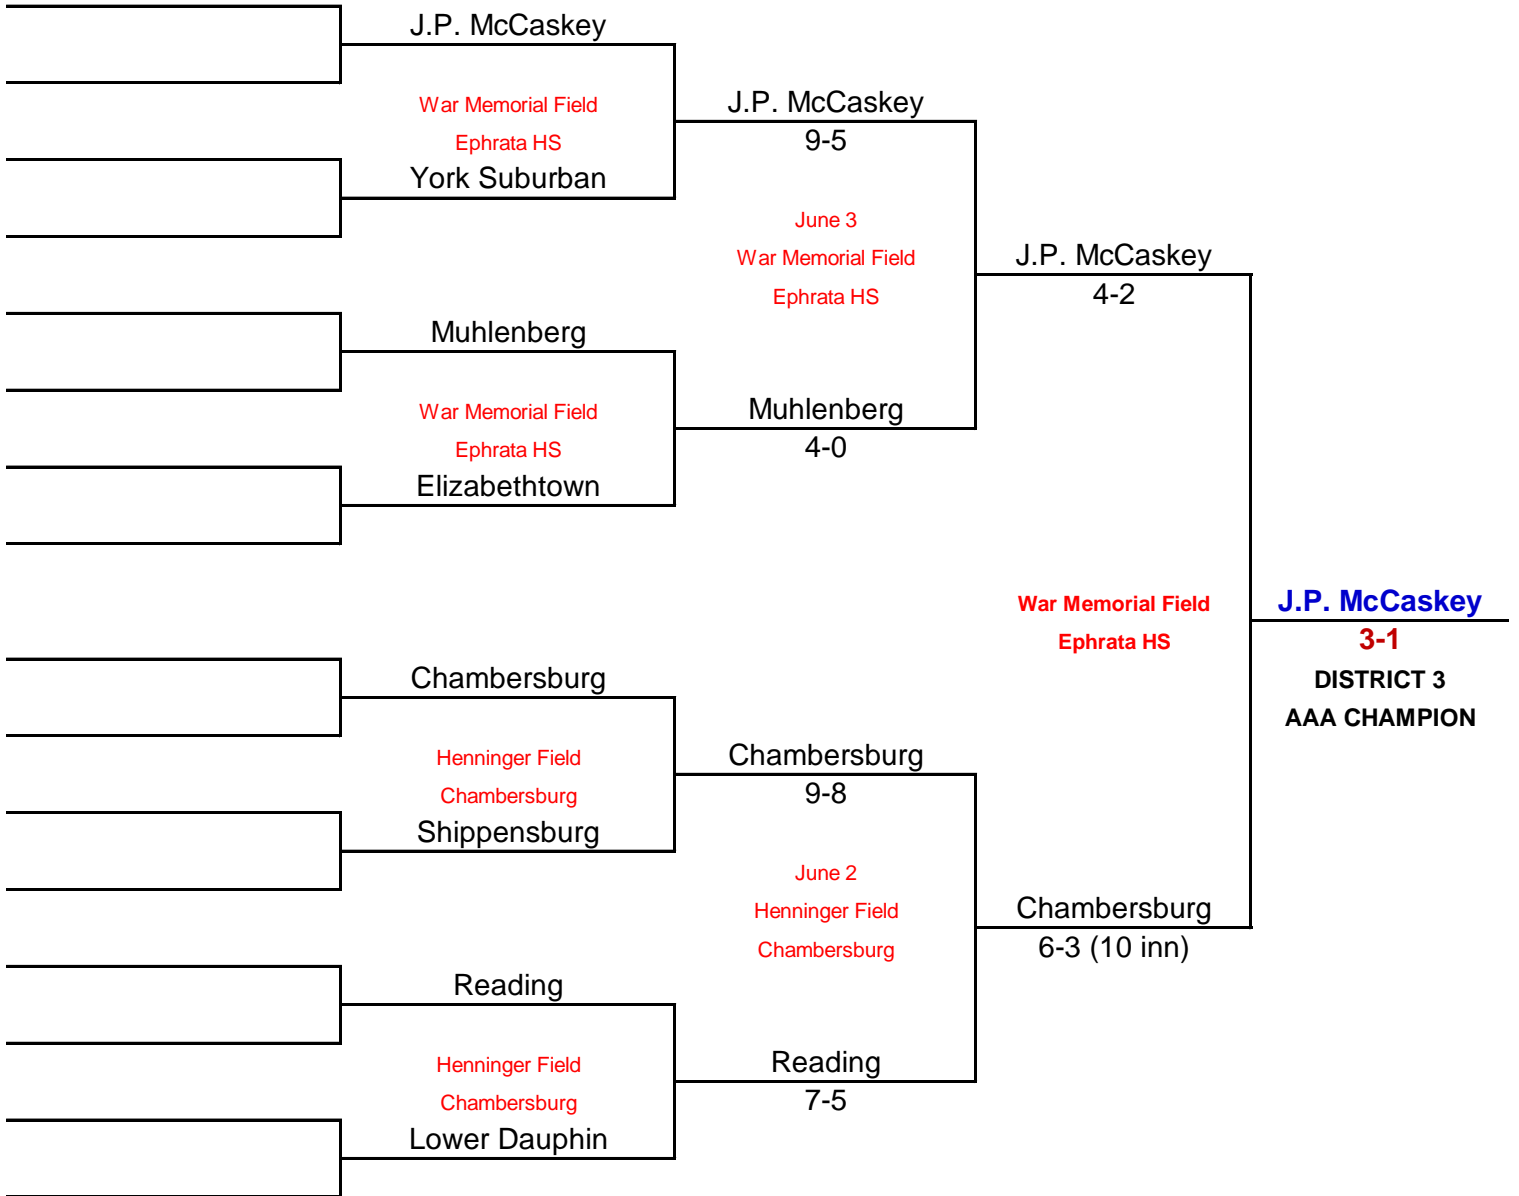 J.P. McCaskey
War Memorial Field
Ephrata HS
York Suburban
J.P. McCaskey
9-5
June 3
War Memorial Field
Ephrata HS
Muhlenberg
War Memorial Field
Ephrata HS
Elizabethtown
Muhlenberg
4-0
J.P. McCaskey
4-2
War Memorial Field
Ephrata HS
J.P. McCaskey
3-1
DISTRICT 3
AAA CHAMPION
Chambersburg
Henninger Field
Chambersburg
Shippensburg
Chambersburg
9-8
June 2
Henninger Field
Chambersburg
Chambersburg
6-3 (10 inn)
Reading
Henninger Field
Chambersburg
Lower Dauphin
Reading
7-5